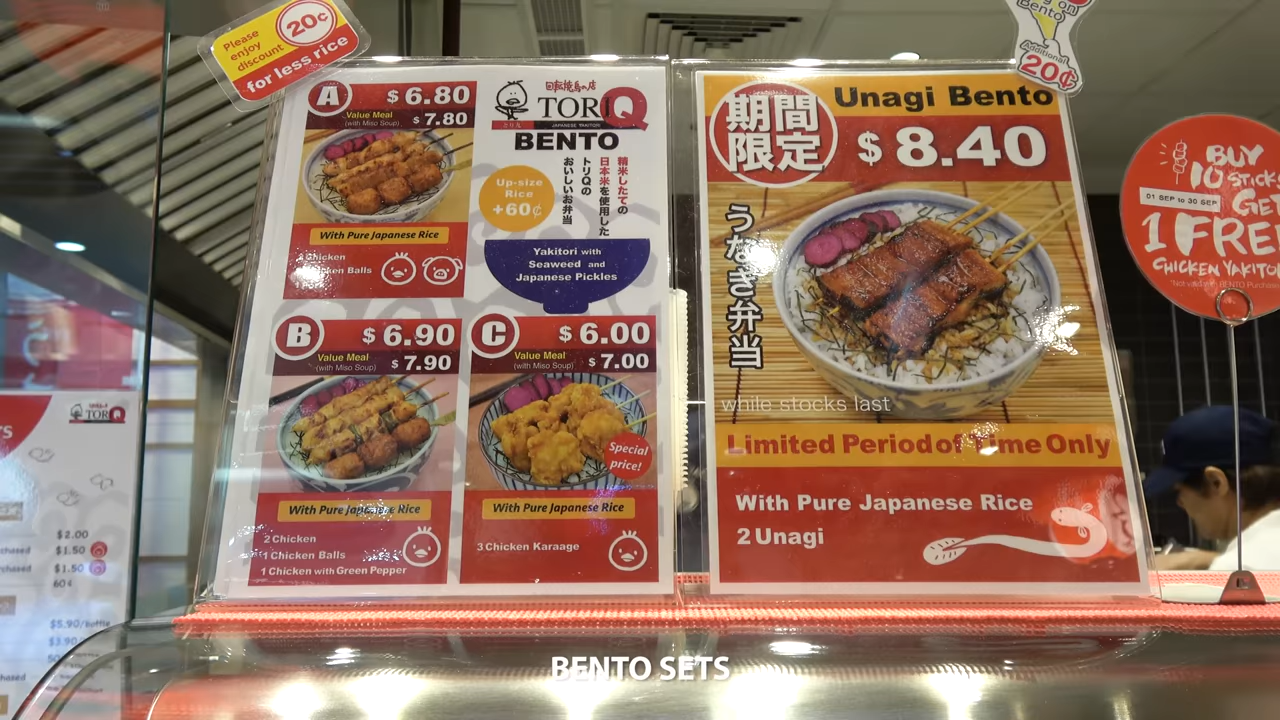 Please
enjoy
discount
20¢
for less rice
A
$6.80
Value Meal
(with Miso Soup)
$7.80
With Pure Japanese Rice
Chicken
Chicken Balls
回転焼鳥の店
TORIQ
とり九
JAPANESE YAKITORI
BENTO
Up-size
Rice
+60¢
精米したての
日本米を使用した
トリQの
おいしいお弁当
Yakitori with
Seaweed and
Japanese Pickles
B
$6.90
Value Meal
(with Miso Soup)
$7.90
With Pure Japanese Rice
2 Chicken
1 Chicken Balls
1 Chicken with Green Pepper
C
$6.00
Value Meal
(with Miso Soup)
$7.00
Special
price!
With Pure Japanese Rice
3 Chicken Karaage
期間
限定
Unagi Bento
$8.40
うなぎ弁当
while stocks last
Limited Period of Time Only
With Pure Japanese Rice
2 Unagi
on
Bento
Additional
20¢
BUY
10 STICKS
01 SEP to 30 SEP
GET
1 FREE
CHICKEN YAKITORI
TORIQ
$2.00
$1.50
$1.50
60¢
$5.90/Bottle
$3.90
BENTO SETS